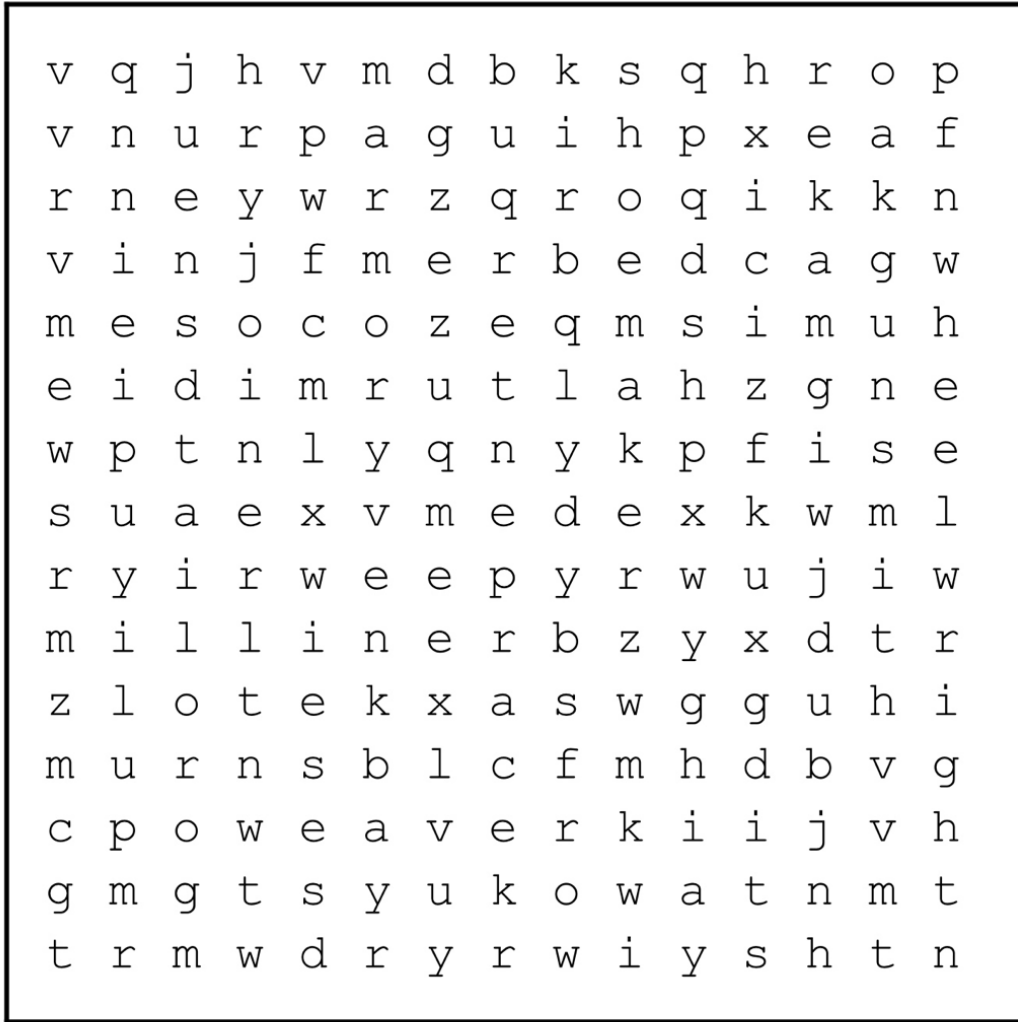 v q j h v m d b k s q h r o p
v n u r p a g u i h p x e a f
r n e y w r z q r o q i k k n
v i n j f m e r b e d c a g w
m e s o c o z e q m s i m u h
e i d i m r u t l a h z g n e
w p t n l y q n y k p f i s e
s u a e x v m e d e x k w m l
r y i r w e e p y r w u j i w
m i l l i n e r b z y x d t r
z l o t e k x a s w g g u h i
m u r n s b l c f m h d b v g
c p o w e a v e r k i i j v h
g m g t s y u k o w a t n m t
t r m w d r y r w i y s h t n